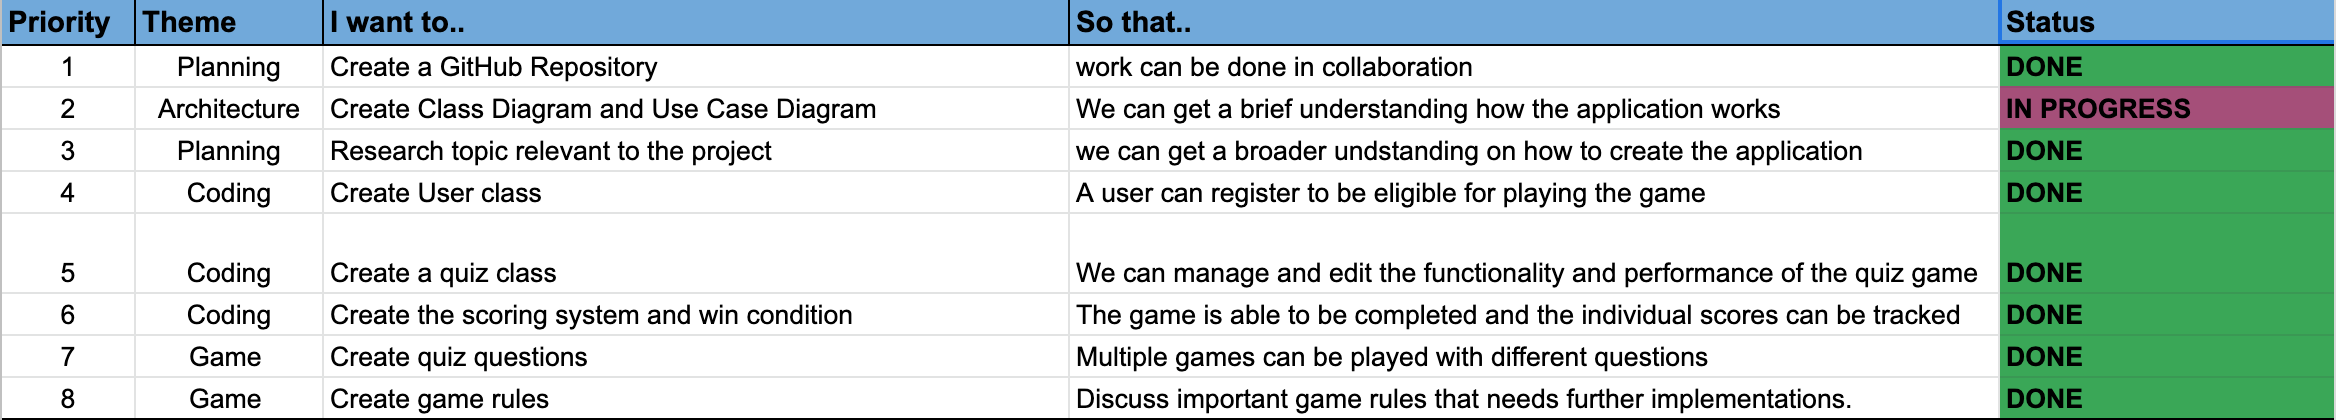 Priority Theme I want to.. So that.. Status
1 Planning Create a GitHub Repository work can be done in collaboration DONE
2 Architecture Create Class Diagram and Use Case Diagram We can get a brief understanding how the application works IN PROGRESS
3 Planning Research topic relevant to the project we can get a broader undstanding on how to create the application DONE
4 Coding Create User class A user can register to be eligible for playing the game DONE
5 Coding Create a quiz class We can manage and edit the functionality and performance of the quiz game DONE
6 Coding Create the scoring system and win condition The game is able to be completed and the individual scores can be tracked DONE
7 Game Create quiz questions Multiple games can be played with different questions DONE
8 Game Create game rules Discuss important game rules that needs further implementations. DONE